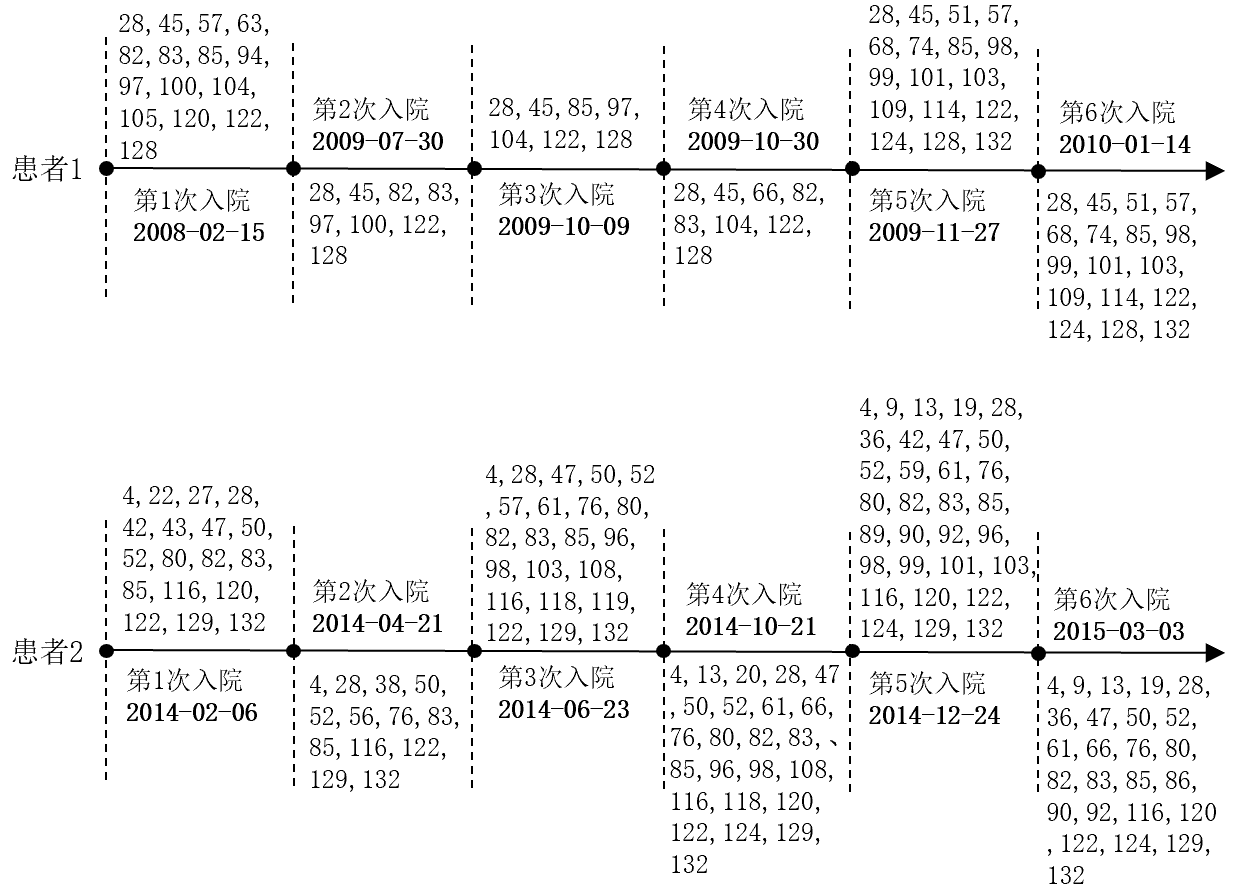 患者1
28, 45, 57, 63,
82, 83, 85, 94,
97, 100, 104,
105, 120, 122,
128
第1次入院
2008-02-15
第2次入院
2009-07-30
28, 45, 82, 83,
97, 100, 122,
128
28, 45, 85, 97,
104, 122, 128
第3次入院
2009-10-09
第4次入院
2009-10-30
28, 45, 66, 82,
83, 104, 122,
128
28, 45, 51, 57,
68, 74, 85, 98,
99, 101, 103,
109, 114, 122,
124, 128, 132
第5次入院
2009-11-27
第6次入院
2010-01-14
28, 45, 51, 57,
68, 74, 85, 98,
99, 101, 103,
109, 114, 122,
124, 128, 132
患者2
4, 22, 27, 28,
42, 43, 47, 50,
52, 80, 82, 83,
85, 116, 120,
122, 129, 132
第1次入院
2014-02-06
第2次入院
2014-04-21
4, 28, 38, 50,
52, 56, 76, 83,
85, 116, 122,
129, 132
4, 28, 47, 50, 52
, 57, 61, 76, 80,
82, 83, 85, 96,
98, 103, 108,
116, 118, 119,
122, 129, 132
第3次入院
2014-06-23
第4次入院
2014-10-21
4, 13, 20, 28, 47
, 50, 52, 61, 66,
76, 80, 82, 83, 、
85, 96, 98, 108,
116, 118, 120,
122, 124, 129,
132
4, 9, 13, 19, 28,
36, 42, 47, 50,
52, 59, 61, 76,
80, 82, 83, 85,
89, 90, 92, 96,
98, 99, 101, 103,
116, 120, 122,
124, 129, 132
第5次入院
2014-12-24
第6次入院
2015-03-03
4, 9, 13, 19, 28,
36, 47, 50, 52,
61, 66, 76, 80,
82, 83, 85, 86,
90, 92, 116, 120
, 122, 124, 129,
132